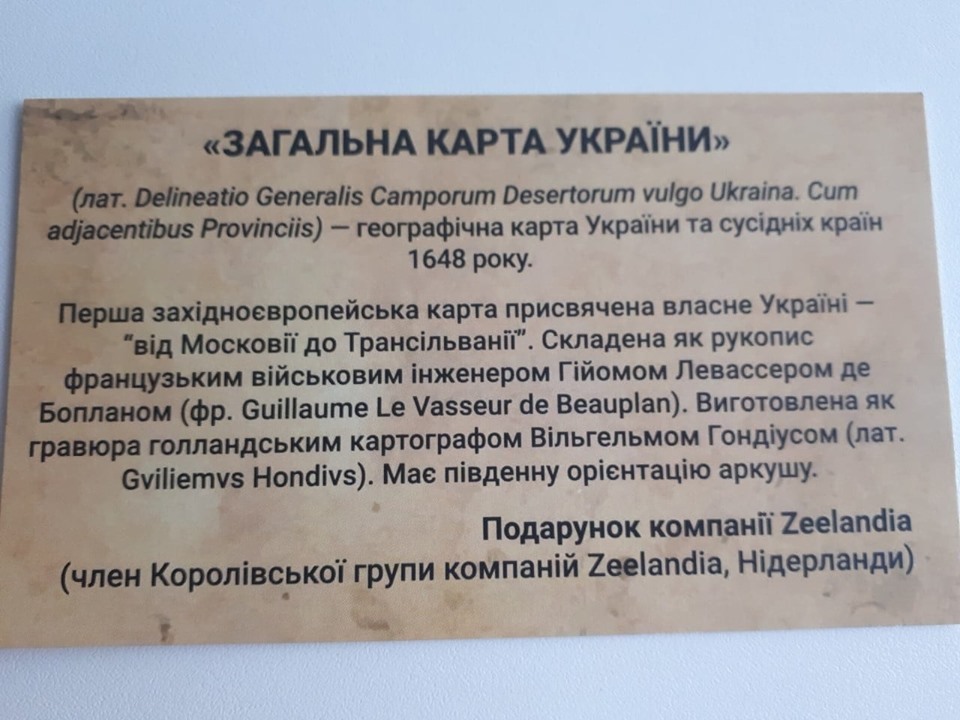 «ЗАГАЛЬНА КАРТА УКРАЇНИ»
(лат. Delineatio Generalis Camporum Desertorum vulgo Ukraina. Cum
adjacentibus Provinciis) — географічна карта України та сусідніх країн
1648 року.
Перша західноєвропейська карта присвячена власне Україні —
“від Московії до Трансільванії”. Складена як рукопис
французьким військовим інженером Гійомом Левассером де
Бопланом (фр. Guillaume Le Vasseur de Beauplan). Виготовлена як
гравюра голландським картографом Вільгельмом Гондіусом (лат.
Gviliemvs Hondivs). Має південну орієнтацію аркушу.
Подарунок компанії Zeelandia
(член Королівської групи компаній Zeelandia, Нідерланди)